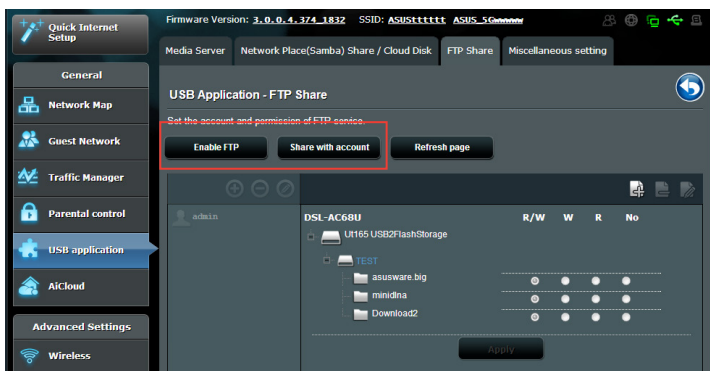 Quick Internet Setup
Firmware Version: 3.0.0.4.374_1832 SSID: ASUStttttt ASUS_5G
Media Server
Network Place(Samba) Share / Cloud Disk
FTP Share
Miscellaneous setting
General
Network Map
Guest Network
Traffic Manager
Parental control
USB application
AiCloud
Advanced Settings
Wireless
USB Application - FTP Share
Set the account and permission of FTP service.
Enable FTP
Share with account
Refresh page
admin
DSL-AC68U
R/W W R No
Ut165 USB2FlashStorage
TEST
asusware.big
minidlna
Download2
Apply